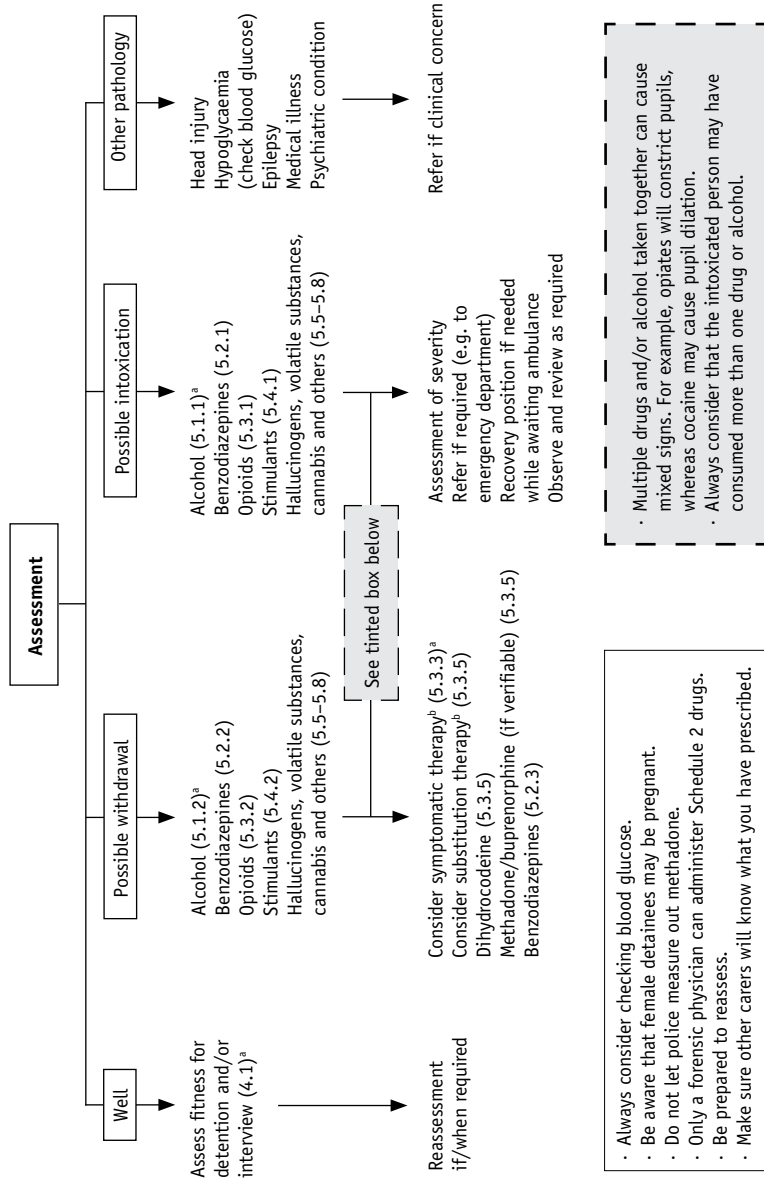 Assessment
Well
Possible withdrawal
Possible intoxication
Other pathology
Assess fitness for
detention and/or
interview (4.1)ᵃ
Reassessment
if/when required
Alcohol (5.1.2)ᵃ
Benzodiazepines (5.2.2)
Opioids (5.3.2)
Stimulants (5.4.2)
Hallucinogens, volatile substances,
cannabis and others (5.5–5.8)
Alcohol (5.1.1)ᵃ
Benzodiazepines (5.2.1)
Opioids (5.3.1)
Stimulants (5.4.1)
Hallucinogens, volatile substances,
cannabis and others (5.5–5.8)
Head injury
Hypoglycaemia
(check blood glucose)
Epilepsy
Medical illness
Psychiatric condition
See tinted box below
Consider symptomatic therapyᵇ (5.3.3)ᵃ
Consider substitution therapyᵇ (5.3.5)
Dihydrocodeine (5.3.5)
Methadone/buprenorphine (if verifiable) (5.3.5)
Benzodiazepines (5.2.3)
Assessment of severity
Refer if required (e.g. to
emergency department)
Recovery position if needed
while awaiting ambulance
Observe and review as required
Refer if clinical concern
· Always consider checking blood glucose.
· Be aware that female detainees may be pregnant.
· Do not let police measure out methadone.
· Only a forensic physician can administer Schedule 2 drugs.
· Be prepared to reassess.
· Make sure other carers will know what you have prescribed.
· Multiple drugs and/or alcohol taken together can cause
mixed signs. For example, opiates will constrict pupils,
whereas cocaine may cause pupil dilation.
· Always consider that the intoxicated person may have
consumed more than one drug or alcohol.